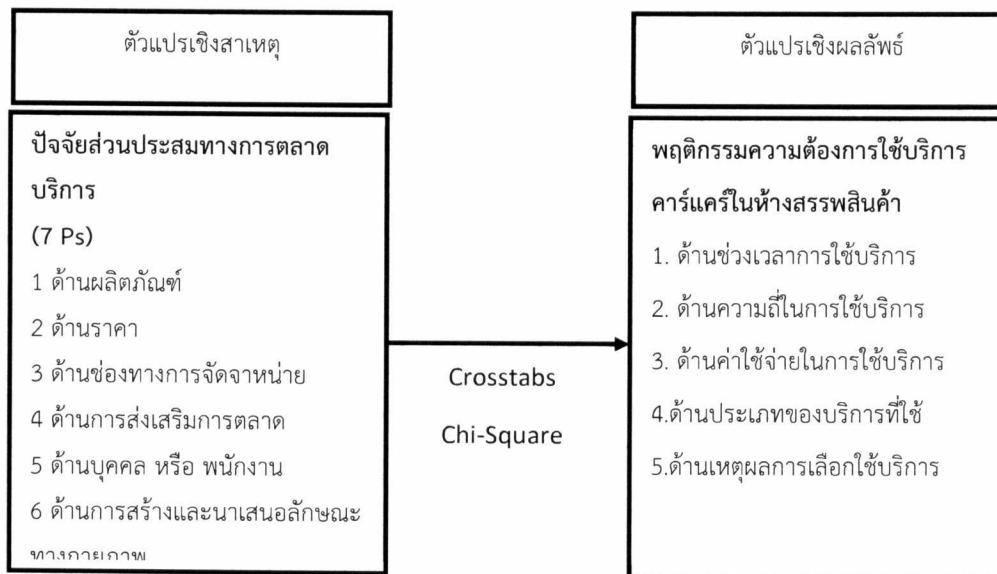 ตัวแปรเชิงสาเหตุ
ปัจจัยส่วนประสมทางการตลาด
บริการ
(7 Ps)
1 ด้านผลิตภัณฑ์
2 ด้านราคา
3 ด้านช่องทางการจัดจาหน่าย
4 ด้านการส่งเสริมการตลาด
5 ด้านบุคคล หรือ พนักงาน
6 ด้านการสร้างและนาเสนอลักษณะ
ทางกายภาพ
Crosstabs
Chi-Square
ตัวแปรเชิงผลลัพธ์
พฤติกรรมความต้องการใช้บริการ
คาร์แคร์ในห้างสรรพสินค้า
1. ด้านช่วงเวลาการใช้บริการ
2. ด้านความถี่ในการใช้บริการ
3. ด้านค่าใช้จ่ายในการใช้บริการ
4.ด้านประเภทของบริการที่ใช้
5.ด้านเหตุผลการเลือกใช้บริการ